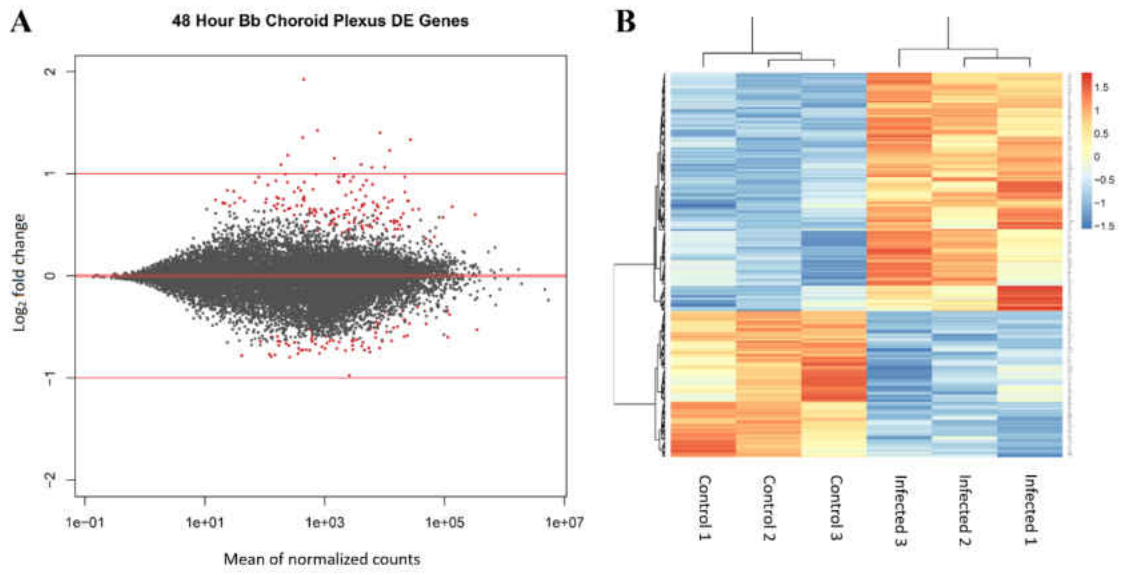 A
48 Hour Bb Choroid Plexus DE Genes
B
Log₂ fold change
2
1
0
−1
−2
1e−01
1e+01
1e+03
1e+05
1e+07
Mean of normalized counts
1.5
1
0.5
0
−0.5
−1
−1.5
Control 1
Control 2
Control 3
Infected 3
Infected 2
Infected 1